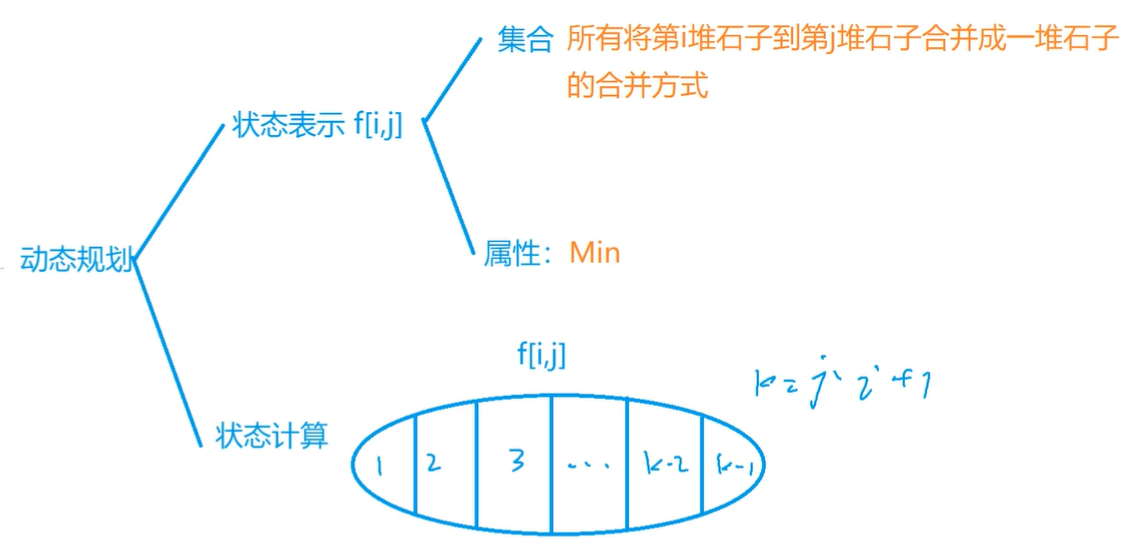 集合 所有将第i堆石子到第j堆石子合并成一堆石子
的合并方式
状态表示 f[i,j]
动态规划
属性：Min
f[i,j]
k = j - i + 1
状态计算
1 2 3 ... k-2 k-1